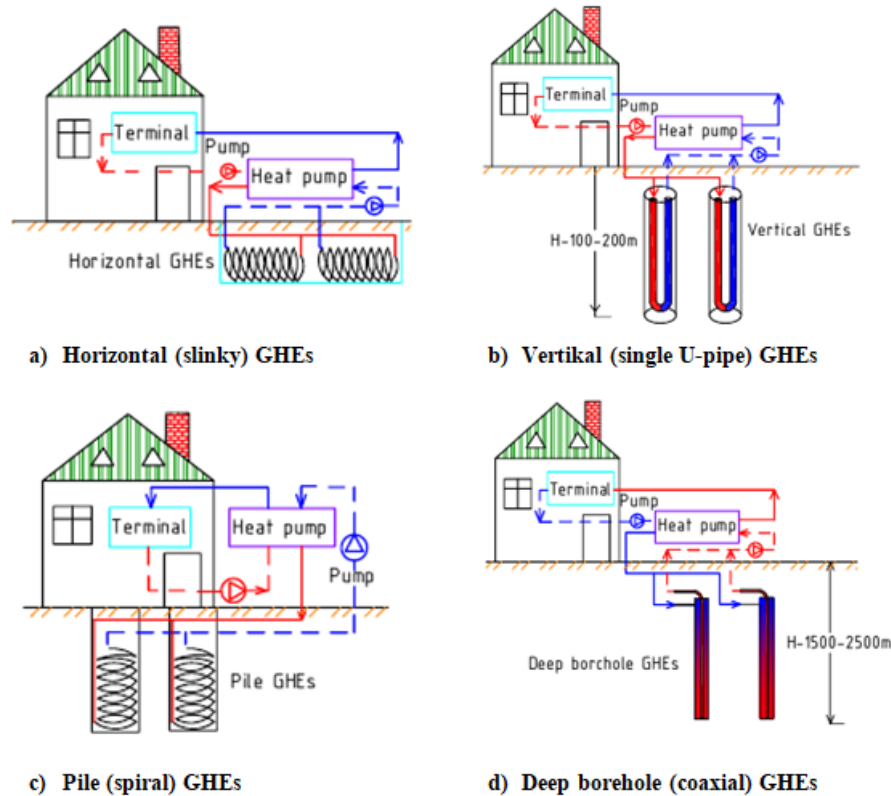 Terminal
Pump
Heat pump
Horizontal GHEs
a) Horizontal (slinky) GHEs
Terminal
Pump
Heat pump
H-100-200m
Vertical GHEs
b) Vertikal (single U-pipe) GHEs
Terminal
Heat pump
Pump
Pile GHEs
c) Pile (spiral) GHEs
Terminal
Pump
Heat pump
Deep borchole GHEs
H-1500-2500m
d) Deep borehole (coaxial) GHEs